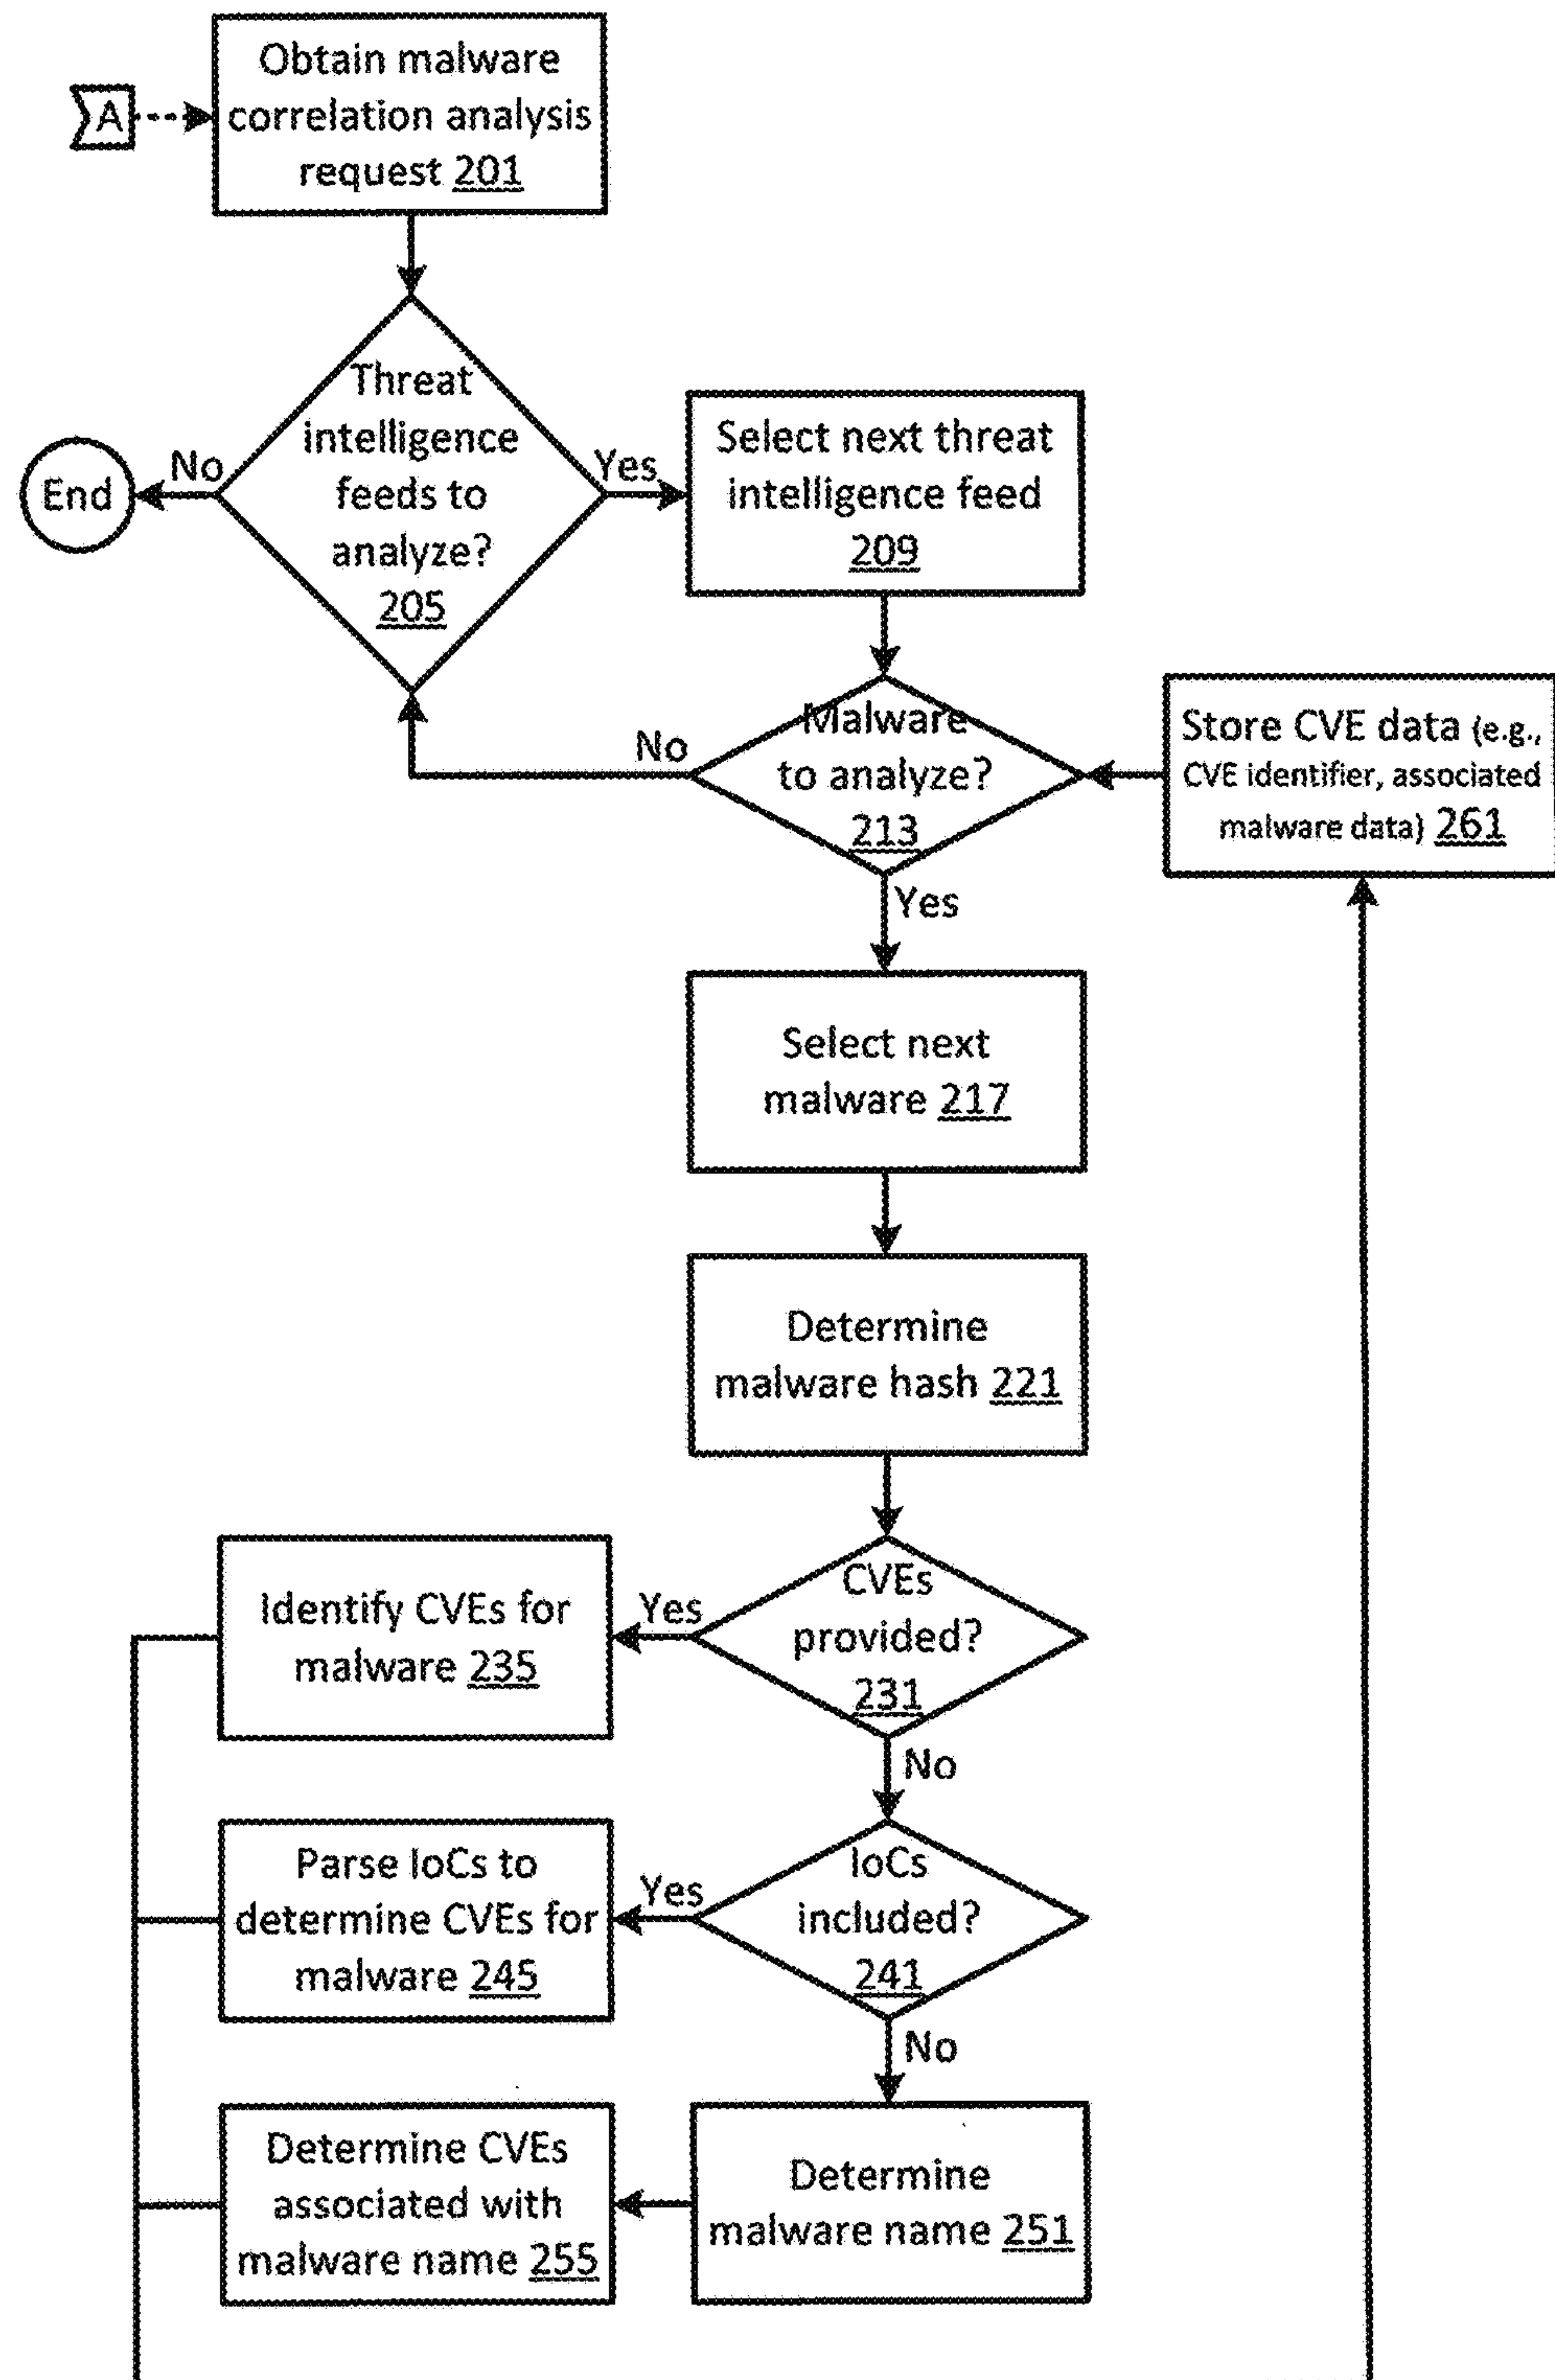 Obtain malware
correlation analysis
request 201
A
Threat
intelligence
feeds to
analyze?
205
No
End
Yes
Select next threat
intelligence feed
209
Malware
to analyze?
213
No
Store CVE data (e.g.,
CVE identifier, associated
malware data) 261
Yes
Select next
malware 217
Determine
malware hash 221
CVEs
provided?
231
Yes
Identify CVEs for
malware 235
No
IoCs
included?
241
Yes
Parse IoCs to
determine CVEs for
malware 245
No
Determine
malware name 251
Determine CVEs
associated with
malware name 255